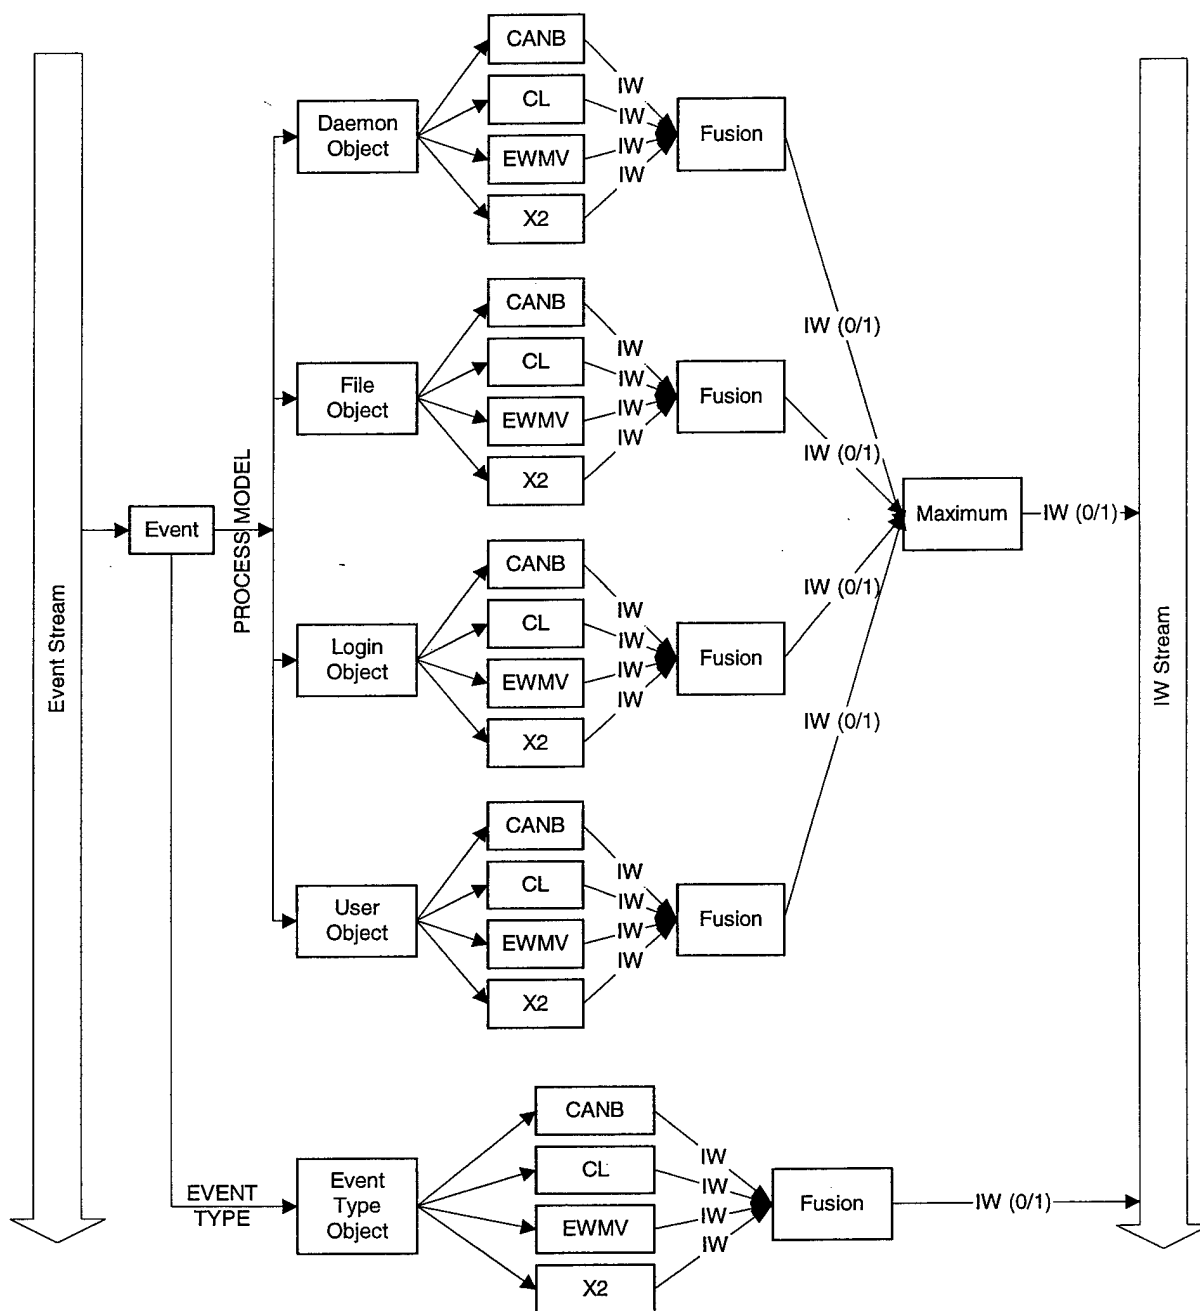 Event Stream
Event
PROCESS MODEL
Daemon
Object
CANB
CL
EWMV
X2
IW
IW
IW
IW
Fusion
IW (0/1)
File
Object
CANB
CL
EWMV
X2
IW
IW
IW
IW
Fusion
IW (0/1)
Maximum
IW (0/1)
Login
Object
CANB
CL
EWMV
X2
IW
IW
IW
IW
Fusion
IW (0/1)
User
Object
CANB
CL
EWMV
X2
IW
IW
IW
IW
Fusion
IW (0/1)
EVENT
TYPE
Event
Type
Object
CANB
CL
EWMV
X2
IW
IW
IW
IW
Fusion
IW (0/1)
IW Stream